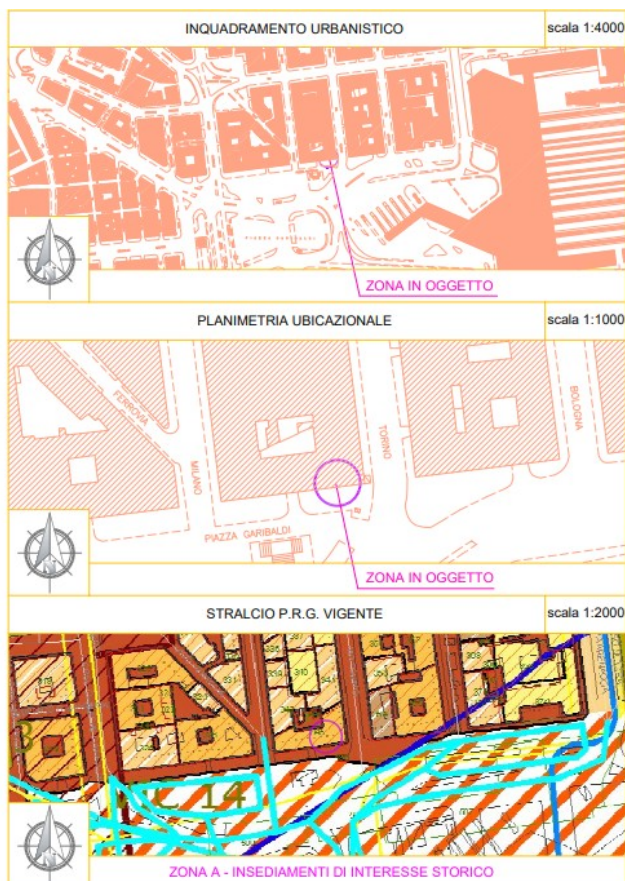 INQUADRAMENTO URBANISTICO
scala 1:4000
ZONA IN OGGETTO
PLANIMETRIA UBICAZIONALE
scala 1:1000
FERROVIA
MILANO
TORINO
BOLOGNA
PIAZZA GARIBALDI
ZONA IN OGGETTO
STRALCIO P.R.G. VIGENTE
scala 1:2000
14
ZONA A - INSEDIAMENTI DI INTERESSE STORICO